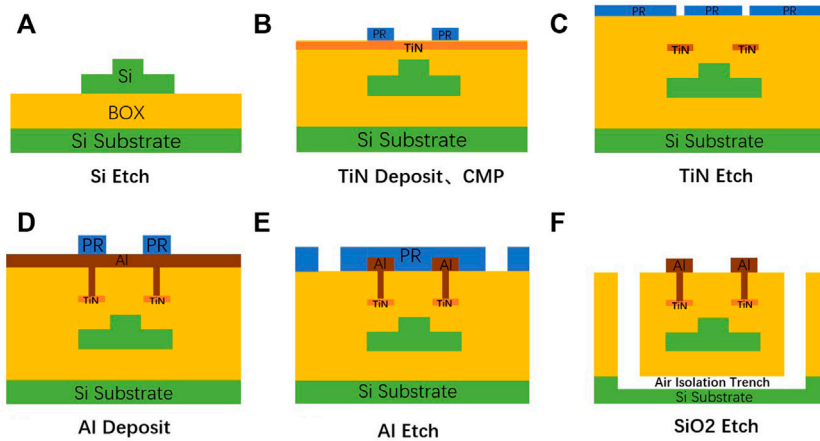 A
Si
BOX
Si Substrate
Si Etch
B
PR PR
TiN
Si Substrate
TiN Deposit、CMP
C
PR PR PR
TiN TiN
Si Substrate
TiN Etch
D
PR PR
Al
TiN TiN
Si Substrate
Al Deposit
E
PR
Al Al
TiN TiN
Si Substrate
Al Etch
F
Al Al
TiN TiN
Air Isolation Trench
Si Substrate
SiO2 Etch